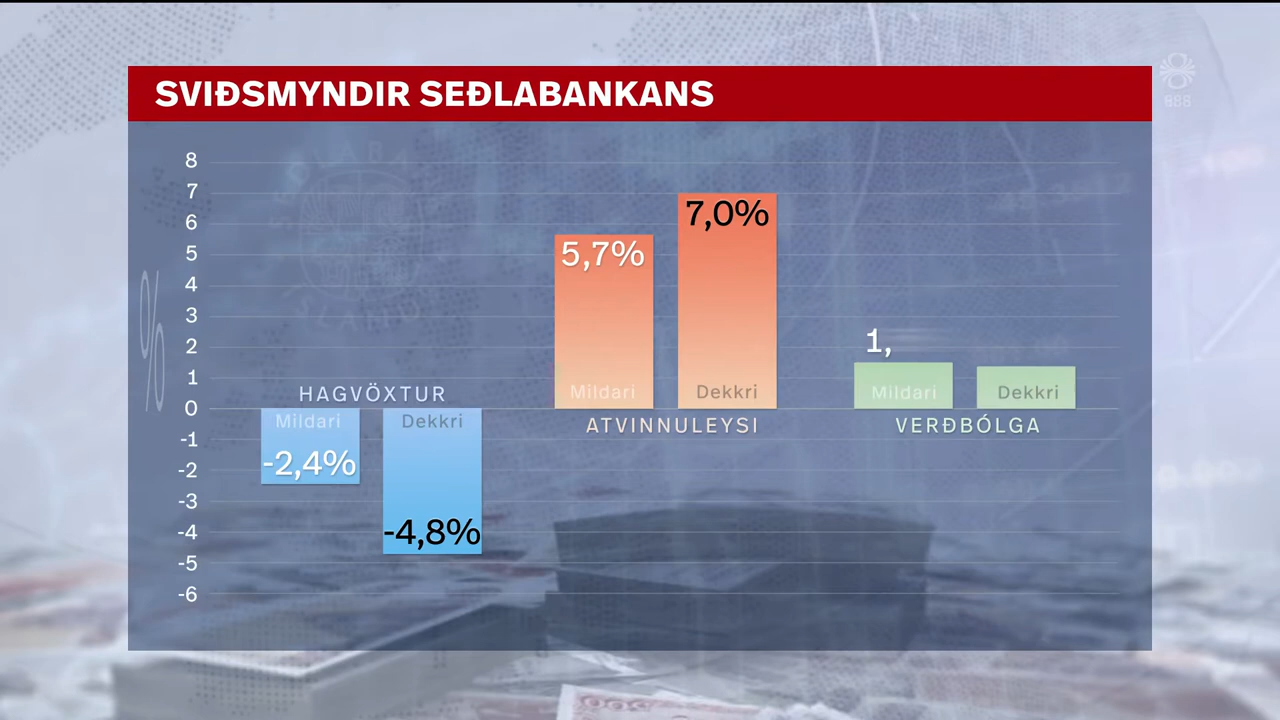 SVIÐSMYNDIR SEÐLABANKANS
888
8
7
6
5
4
3
2
1
0
-1
-2
-3
-4
-5
-6
%
HAGVÖXTUR
Mildari
Dekkri
-2,4%
-4,8%
5,7%
7,0%
Mildari
Dekkri
ATVINNULEYSI
1,
Mildari
Dekkri
VERÐBÓLGA